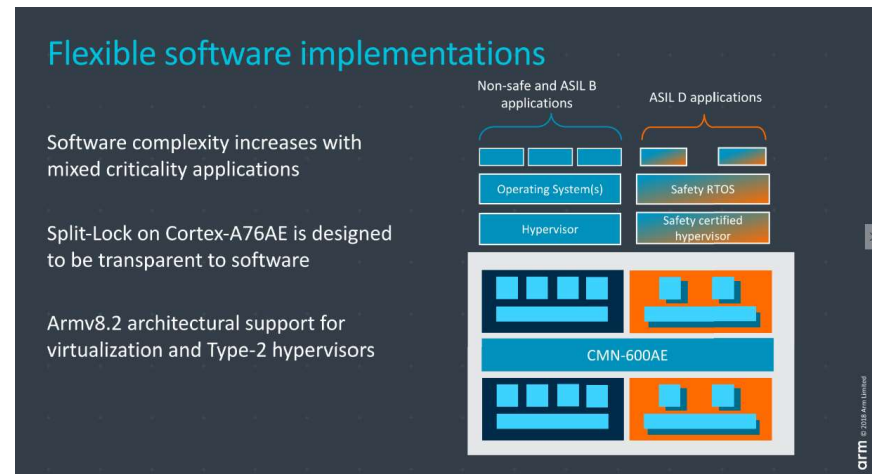 Flexible software implementations
Software complexity increases with
mixed criticality applications
Split-Lock on Cortex-A76AE is designed
to be transparent to software
Armv8.2 architectural support for
virtualization and Type-2 hypervisors
Non-safe and ASIL B
applications
ASIL D applications
Operating System(s)
Safety RTOS
Hypervisor
Safety certified
hypervisor
CMN-600AE
arm © 2018 Arm Limited